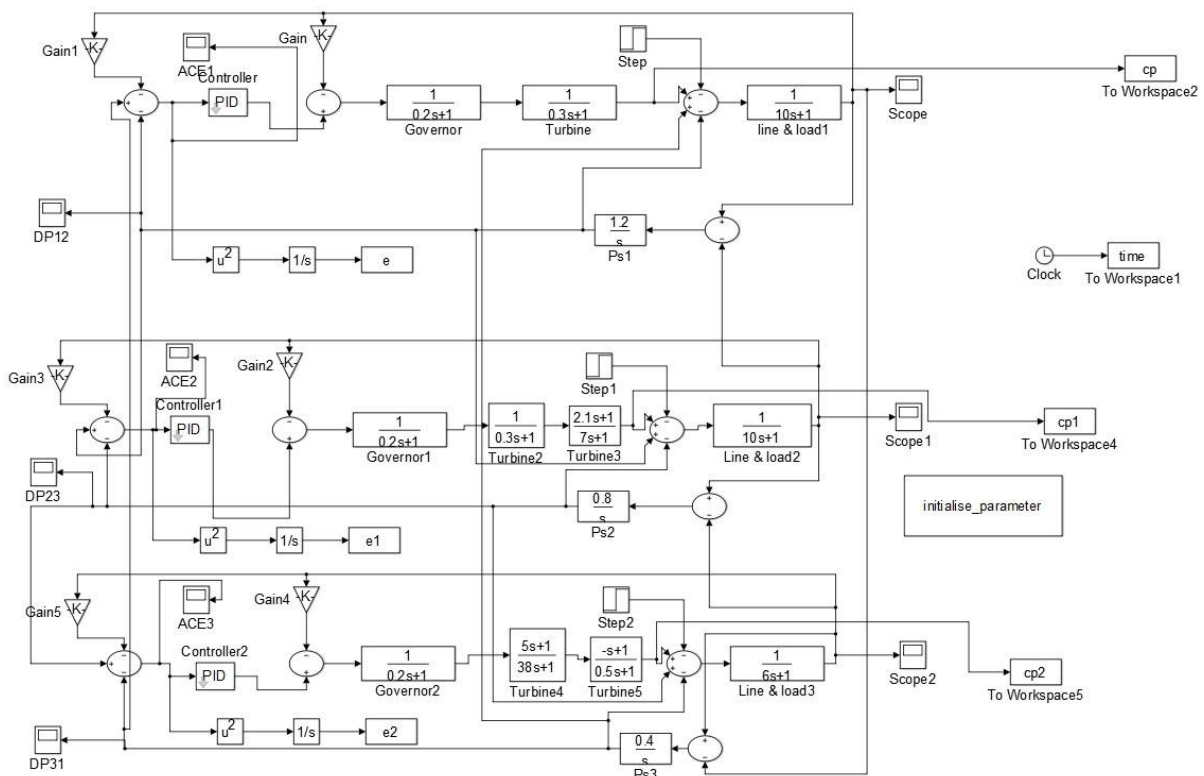 -K-
Gain1
ACE1
-K-
Gain
Step
cp
To Workspace2
Controller
PID
1
0.2s+1
Governor
1
0.3s+1
Turbine
1
10s+1
line & load1
Scope
DP12
1.2
s
Ps1
u²
1/s
e
Clock
time
To Workspace1
-K-
Gain3
ACE2
-K-
Gain2
Step1
Controller1
PID
1
0.2s+1
Governor1
1
0.3s+1
Turbine2
2.1s+1
7s+1
Turbine3
1
10s+1
Line & load2
Scope1
cp1
To Workspace4
DP23
0.8
s
Ps2
initialise_parameter
u²
1/s
e1
-K-
Gain5
ACE3
-K-
Gain4
Step2
Controller2
PID
1
0.2s+1
Governor2
5s+1
38s+1
Turbine4
-s+1
0.5s+1
Turbine5
1
6s+1
Line & load3
Scope2
cp2
To Workspace5
u²
1/s
e2
DP31
0.4
s
Ps3